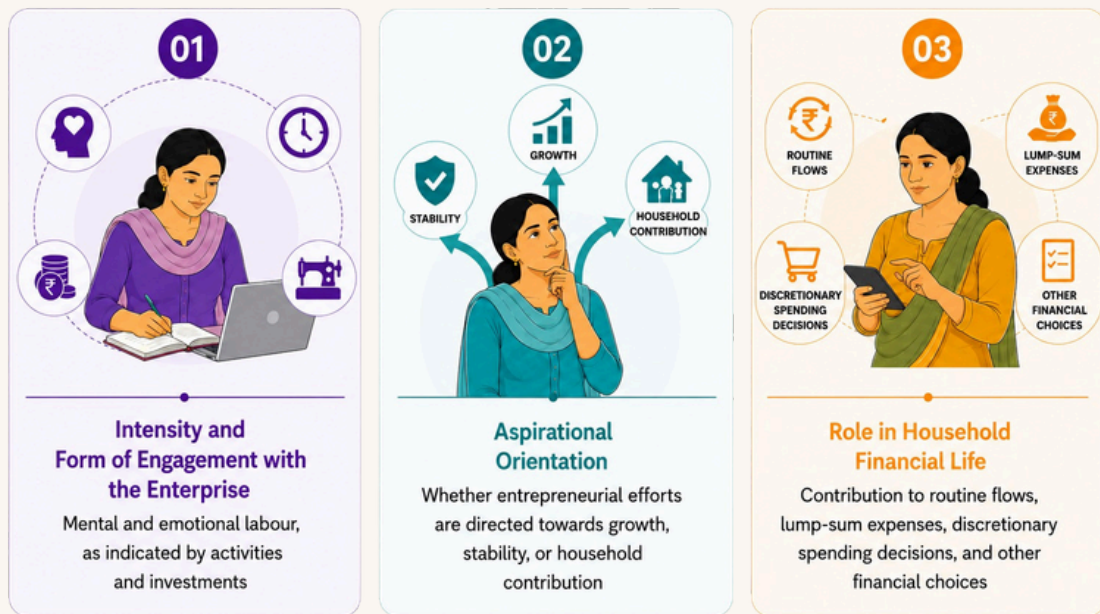 01
Intensity and
Form of Engagement with
the Enterprise
Mental and emotional labour,
as indicated by activities
and investments
02
GROWTH
STABILITY
HOUSEHOLD
CONTRIBUTION
Aspirational
Orientation
Whether entrepreneurial efforts
are directed towards growth,
stability, or household
contribution
03
ROUTINE
FLOWS
LUMP-SUM
EXPENSES
DISCRETIONARY
SPENDING
DECISIONS
OTHER
FINANCIAL
CHOICES
Role in Household
Financial Life
Contribution to routine flows,
lump-sum expenses, discretionary
spending decisions, and other
financial choices